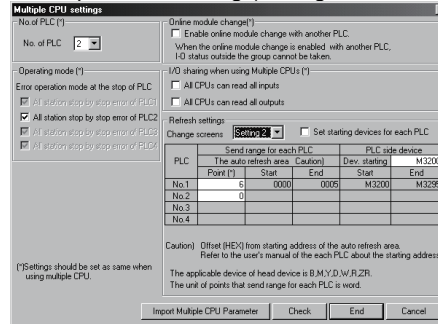 Multiple CPU settings
No.of PLC (*)
No. of PLC 2
Online module change(*)
Enable online module change with another PLC.
When the online module change is enabled with another PLC,
I-O status outside the group cannot be taken.
Operating mode (*)
Error operation mode at the stop of PLC
All station stop by stop error of PLC1
All station stop by stop error of PLC2
All station stop by stop error of PLC3
All station stop by stop error of PLC4
I/O sharing when using Multiple CPUs (*)
All CPUs can read all inputs
All CPUs can read all outputs
Refresh settings
Change screens Setting 2 Set starting devices for each PLC
Send range for each PLC PLC side device
PLC The auto refresh area Caution) Dev. starting M3200
Point (*) Start End Start End
No.1 6 0000 0005 M3200 M3295
No.2 0
No.3
No.4
Caution) Offset (HEX) from starting address of the auto refresh area.
Refer to the user's manual of the each PLC about the starting address
The applicable device of head device is B,M,Y,D,W,R,ZR.
The unit of points that send range for each PLC is word.
(*)Settings should be set as same when
using multiple CPU.
Import Multiple CPU Parameter Check End Cancel